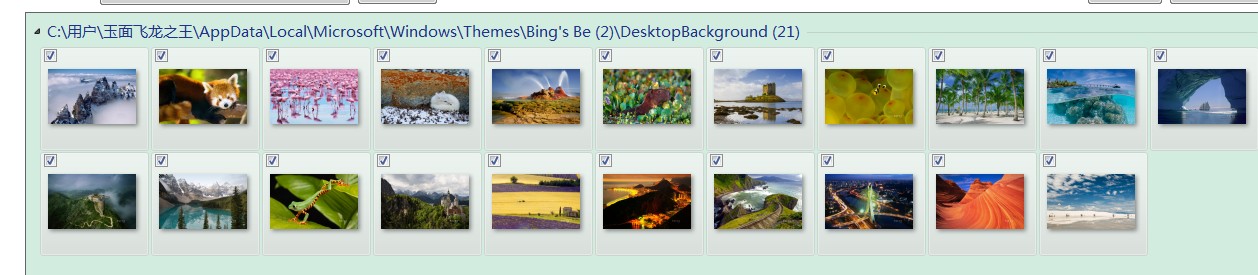 C:\用户\玉面飞龙之王\AppData\Local\Microsoft\Windows\Themes\Bing's Be (2)\DesktopBackground (21)